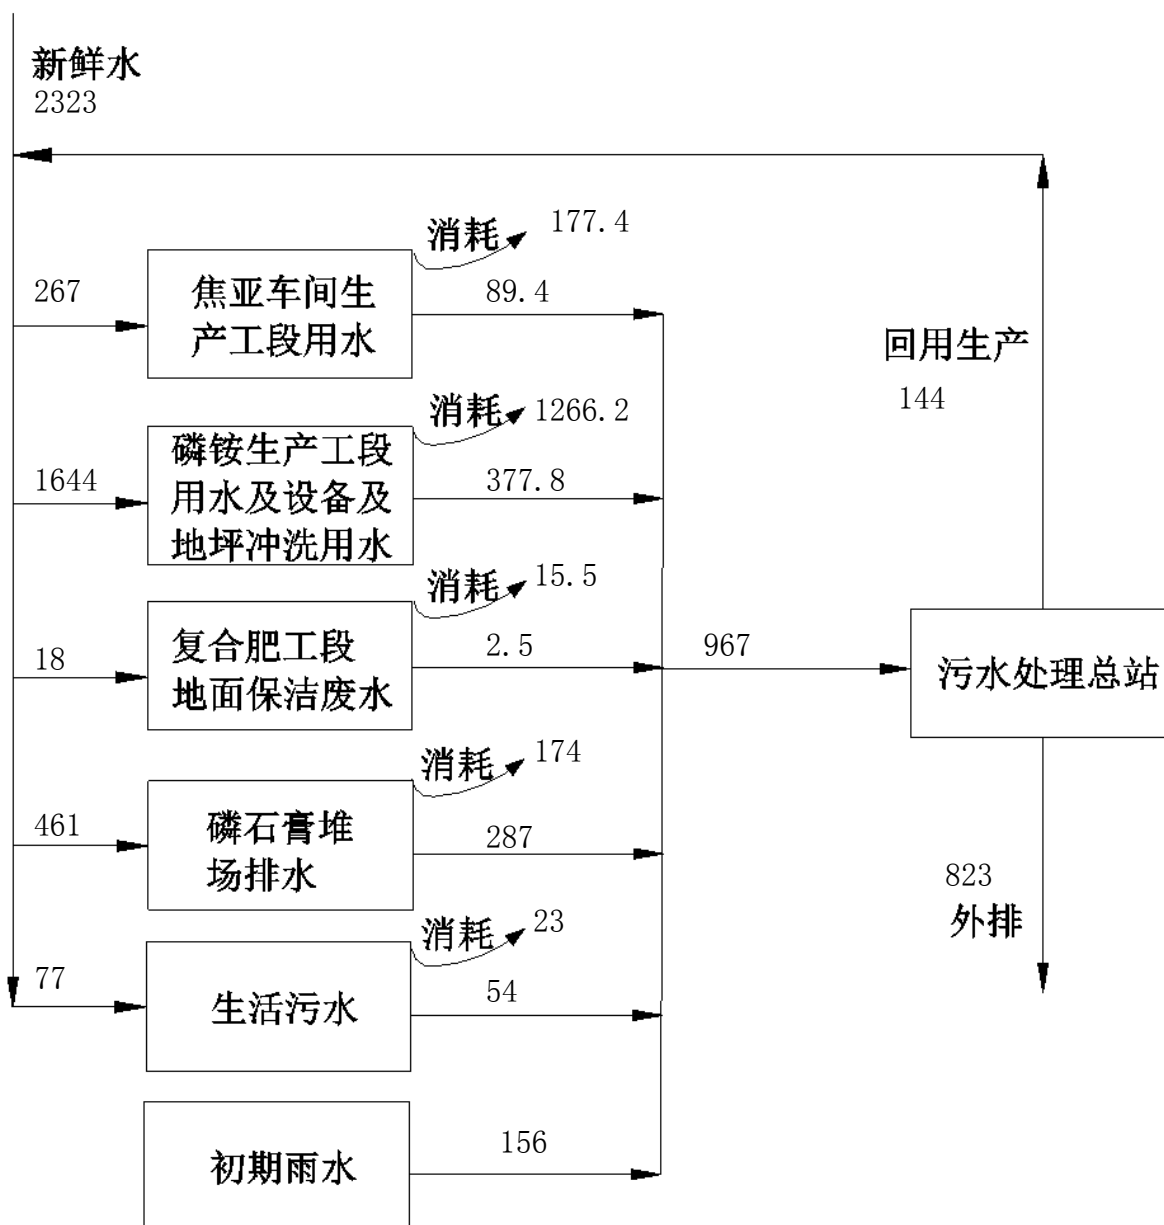 新鲜水
2323
消耗
177.4
267
焦亚车间生
产工段用水
89.4
回用生产
144
消耗
1266.2
1644
磷铵生产工段
用水及设备及
地坪冲洗用水
377.8
消耗
15.5
18
复合肥工段
地面保洁废水
2.5
967
污水处理总站
消耗
174
461
磷石膏堆
场排水
287
823
外排
消耗
23
77
生活污水
54
初期雨水
156